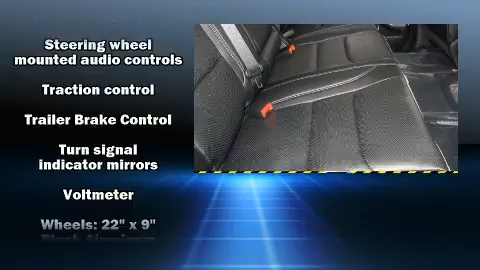 Steering wheel
mounted audio controls
Traction control
Trailer Brake Control
Turn signal
indicator mirrors
Voltmeter
Wheels: 22" x 9"